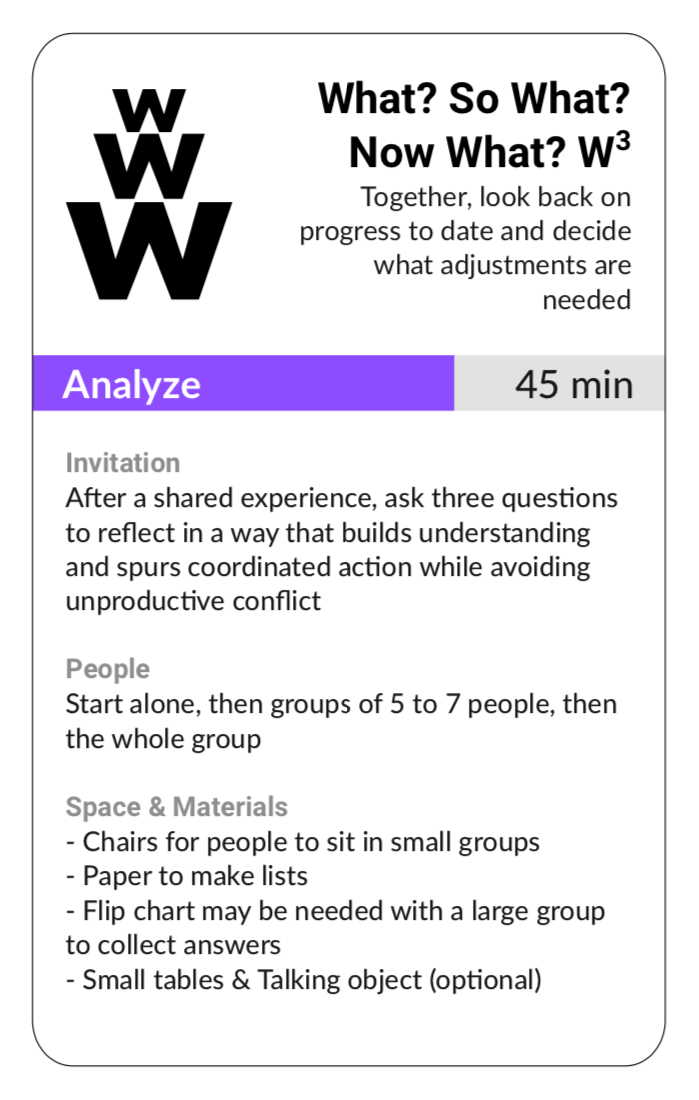 W
W
W
What? So What?
Now What? W³
Together, look back on
progress to date and decide
what adjustments are
needed
Analyze
45 min
Invitation
After a shared experience, ask three questions
to reflect in a way that builds understanding
and spurs coordinated action while avoiding
unproductive conflict
People
Start alone, then groups of 5 to 7 people, then
the whole group
Space & Materials
- Chairs for people to sit in small groups
- Paper to make lists
- Flip chart may be needed with a large group
to collect answers
- Small tables & Talking object (optional)